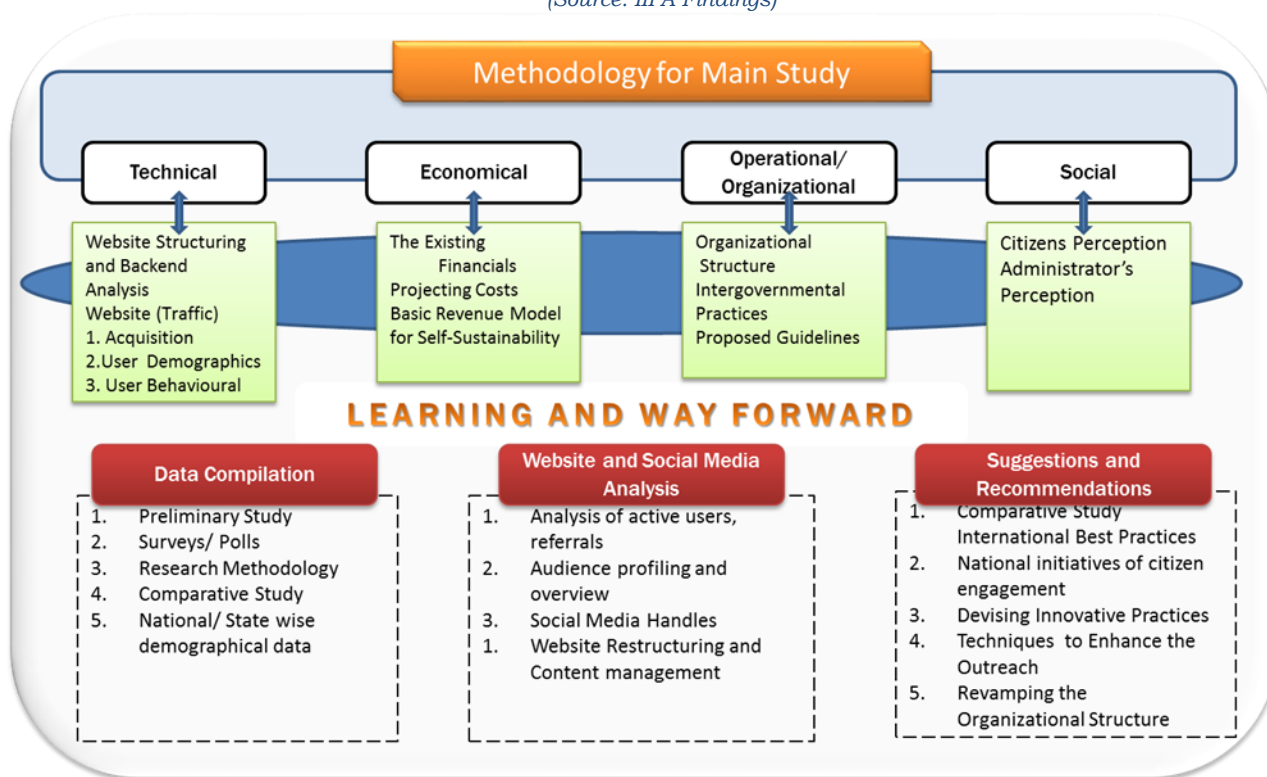 (Source: IIPA Findings)
Methodology for Main Study
Technical
Economical
Operational/
Organizational
Social
Website Structuring
and Backend
Analysis
Website (Traffic)
1. Acquisition
2.User Demographics
3. User Behavioural
The Existing
Financials
Projecting Costs
Basic Revenue Model
for Self-Sustainability
Organizational
Structure
Intergovernmental
Practices
Proposed Guidelines
Citizens Perception
Administrator’s
Perception
LEARNING AND WAY FORWARD
Data Compilation
1. Preliminary Study
2. Surveys/ Polls
3. Research Methodology
4. Comparative Study
5. National/ State wise
demographical data
Website and Social Media
Analysis
1. Analysis of active users,
referrals
2. Audience profiling and
overview
3. Social Media Handles
1. Website Restructuring and
Content management
Suggestions and
Recommendations
1. Comparative Study
International Best Practices
2. National initiatives of citizen
engagement
3. Devising Innovative Practices
4. Techniques to Enhance the
Outreach
5. Revamping the
Organizational Structure